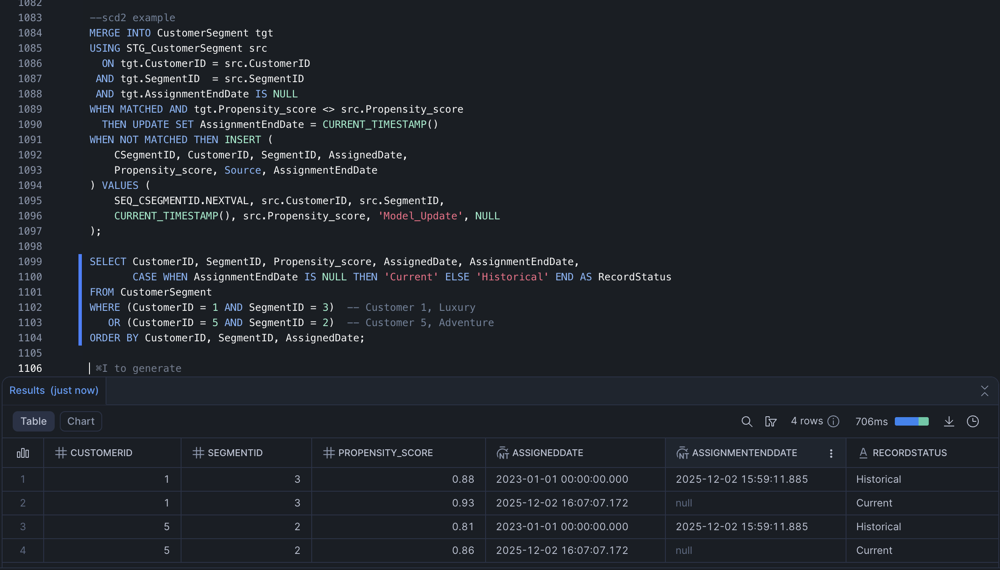 1082
1083 --scd2 example
1084 MERGE INTO CustomerSegment tgt
1085 USING STG_CustomerSegment src
1086   ON tgt.CustomerID = src.CustomerID
1087  AND tgt.SegmentID  = src.SegmentID
1088  AND tgt.AssignmentEndDate IS NULL
1089 WHEN MATCHED AND tgt.Propensity_score <> src.Propensity_score
1090   THEN UPDATE SET AssignmentEndDate = CURRENT_TIMESTAMP()
1091 WHEN NOT MATCHED THEN INSERT (
1092     CSegmentID, CustomerID, SegmentID, AssignedDate,
1093     Propensity_score, Source, AssignmentEndDate
1094 ) VALUES (
1095     SEQ_CSEGMENTID.NEXTVAL, src.CustomerID, src.SegmentID,
1096     CURRENT_TIMESTAMP(), src.Propensity_score, 'Model_Update', NULL
1097 );
1098
1099 SELECT CustomerID, SegmentID, Propensity_score, AssignedDate, AssignmentEndDate,
1100        CASE WHEN AssignmentEndDate IS NULL THEN 'Current' ELSE 'Historical' END AS RecordStatus
1101 FROM CustomerSegment
1102 WHERE (CustomerID = 1 AND SegmentID = 3)  -- Customer 1, Luxury
1103    OR (CustomerID = 5 AND SegmentID = 2)  -- Customer 5, Adventure
1104 ORDER BY CustomerID, SegmentID, AssignedDate;
1105
1106 ⌘I to generate
Results (just now)
Table Chart 4 rows 706ms
CUSTOMERID SEGMENTID PROPENSITY_SCORE NT ASSIGNEDDATE NT ASSIGNMENTENDDATE A RECORDSTATUS
1 1 3 0.88 2023-01-01 00:00:00.000 2025-12-02 15:59:11.885 Historical
2 1 3 0.93 2025-12-02 16:07:07.172 null Current
3 5 2 0.81 2023-01-01 00:00:00.000 2025-12-02 15:59:11.885 Historical
4 5 2 0.86 2025-12-02 16:07:07.172 null Current